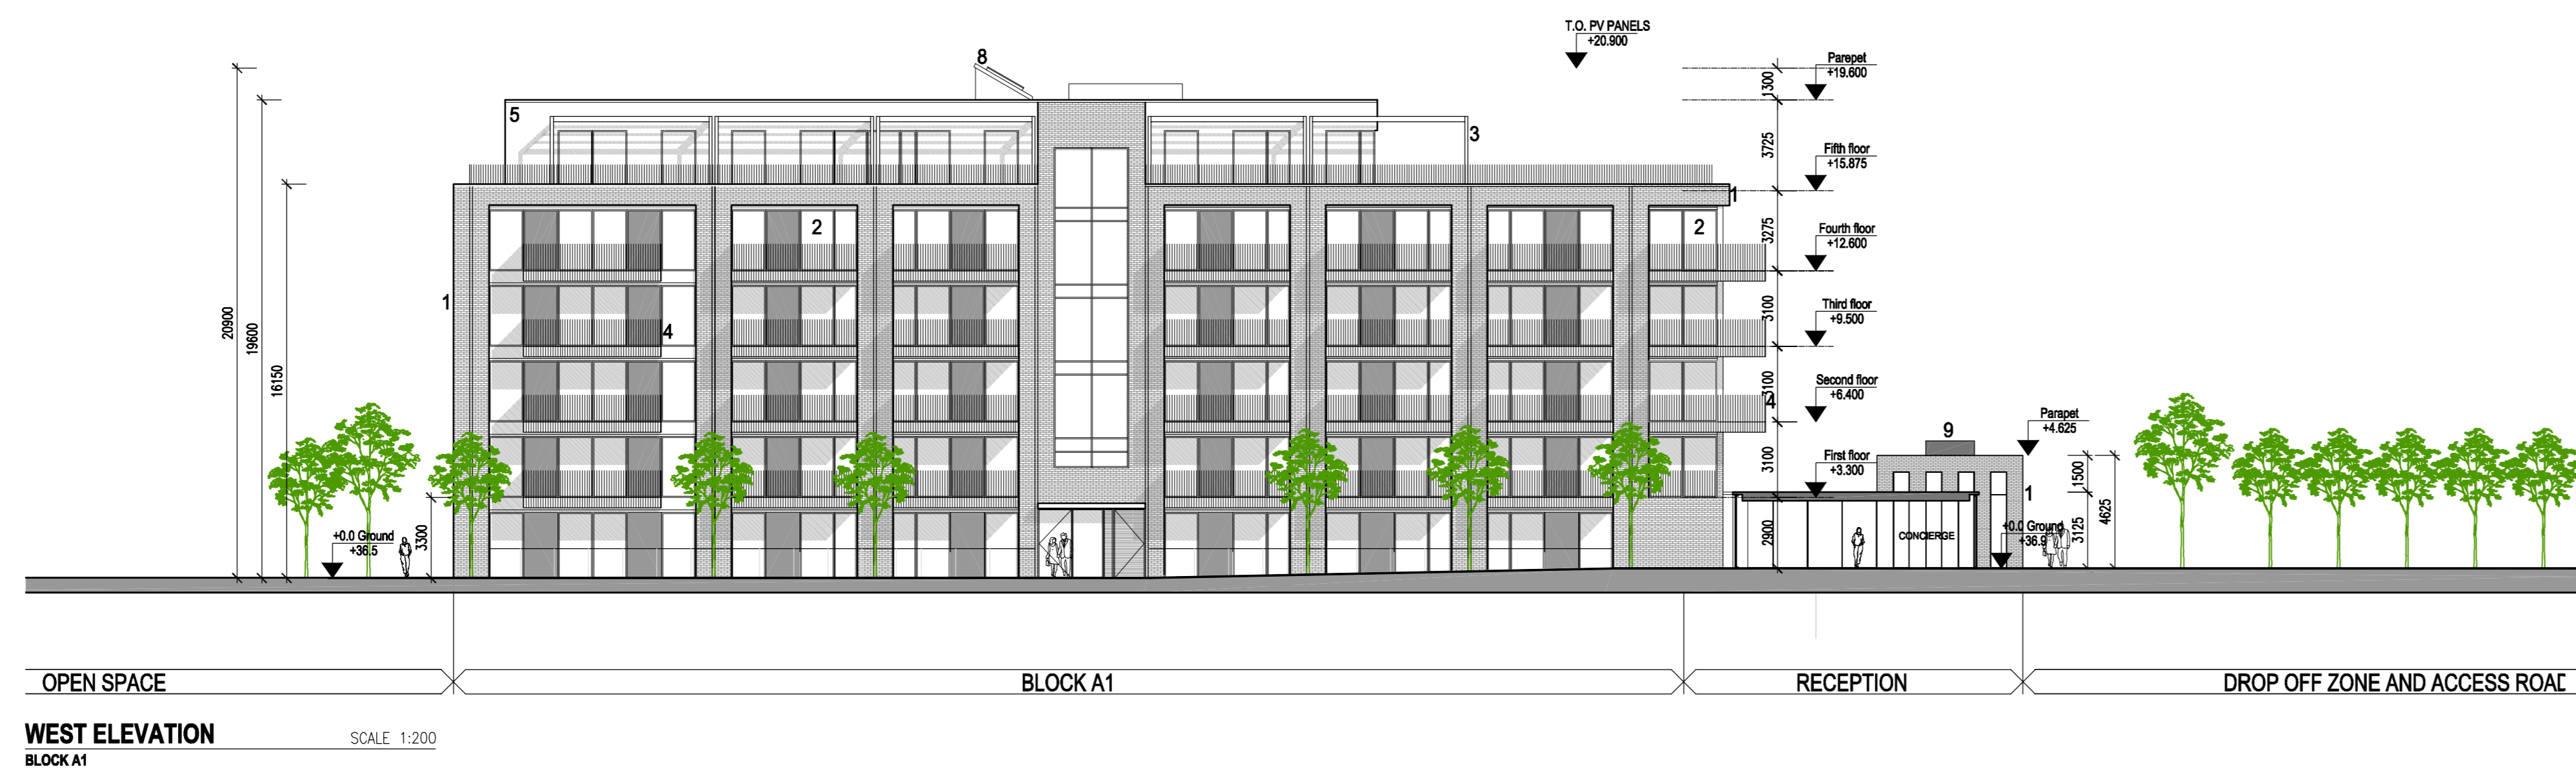 T.O. PV PANELS
+20.900
8
Parepet
+19.600
1300
5
3
3725
Fifth floor
+15.875
1
2
2
3275
Fourth floor
+12.600
1
20900
19600
16150
4
3100
Third floor
+9.500
3100
4
Second floor
+6.400
Parapet
+4.625
9
3100
First floor
+3.300
1500
1
4625
3125
+0.0 Ground
+36.5
3300
2900
CONCIERGE
+0.0 Ground
+36.9
OPEN SPACE
BLOCK A1
RECEPTION
DROP OFF ZONE AND ACCESS ROAD
WEST ELEVATION
SCALE 1:200
BLOCK A1